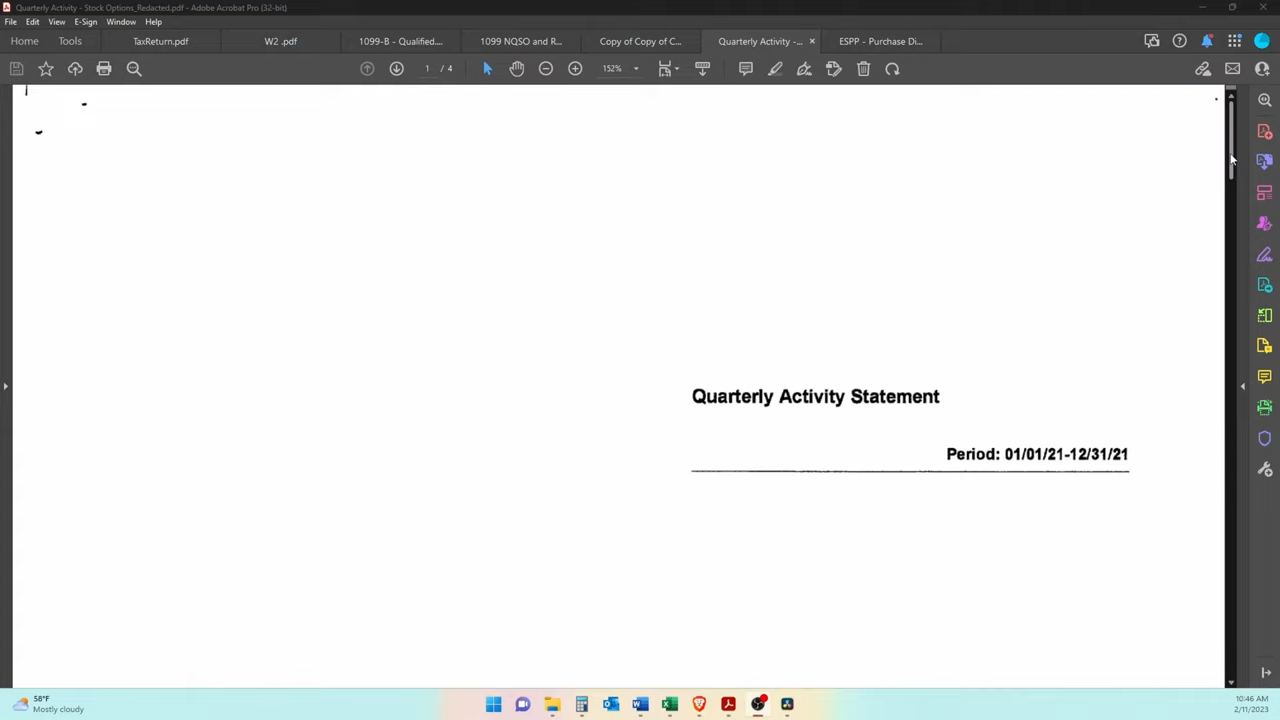 Quarterly Activity - Stock Options_Redacted.pdf - Adobe Acrobat Pro (32-bit)
File Edit View E-Sign Window Help
Home Tools TaxReturn.pdf W2 .pdf 1099-B - Qualified... 1099 NQSO and R... Copy of Copy of C... Quarterly Activity -... × ESPP - Purchase Di...
1 / 4 152%
Quarterly Activity Statement
Period: 01/01/21-12/31/21
58°F
Mostly cloudy
10:46 AM
2/11/2023